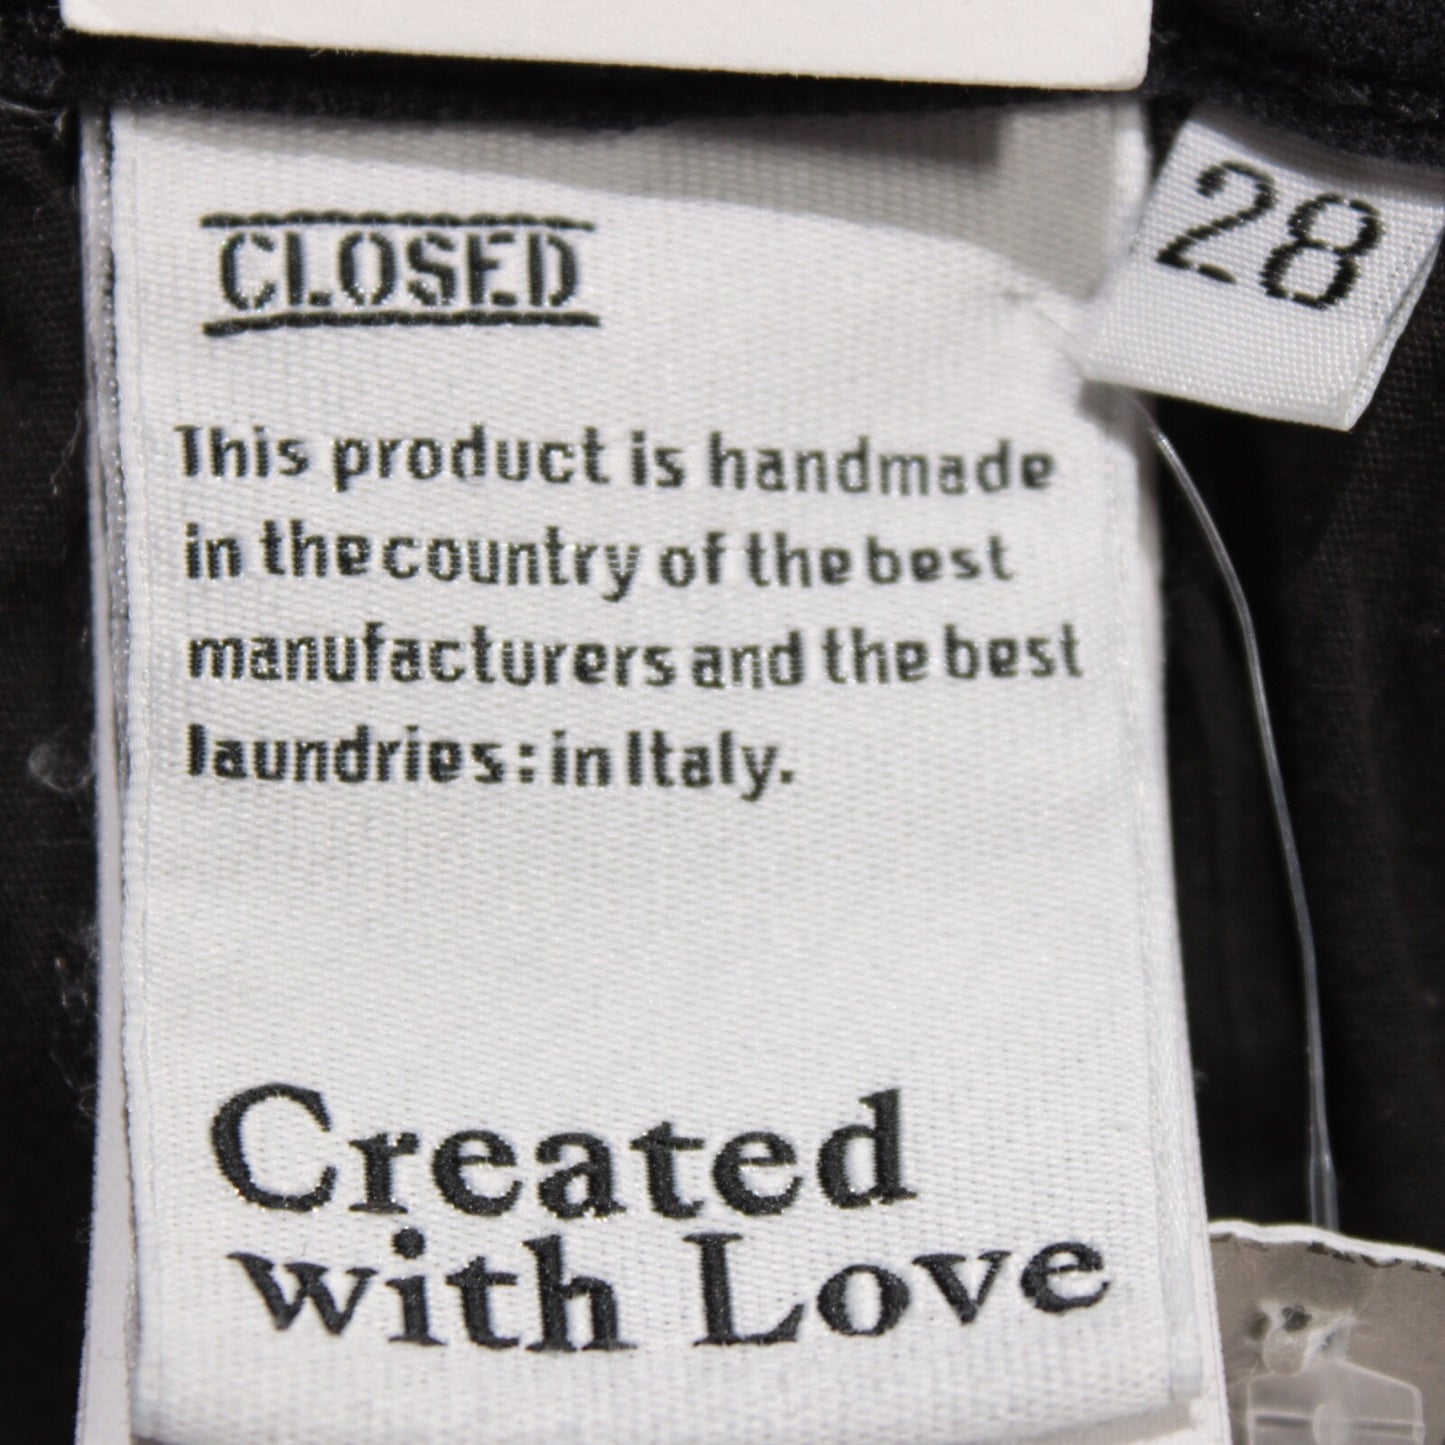 CLOSED
28
This product is handmade
in the country of the best
manufacturers and the best
laundries: in Italy.
Created
with Love